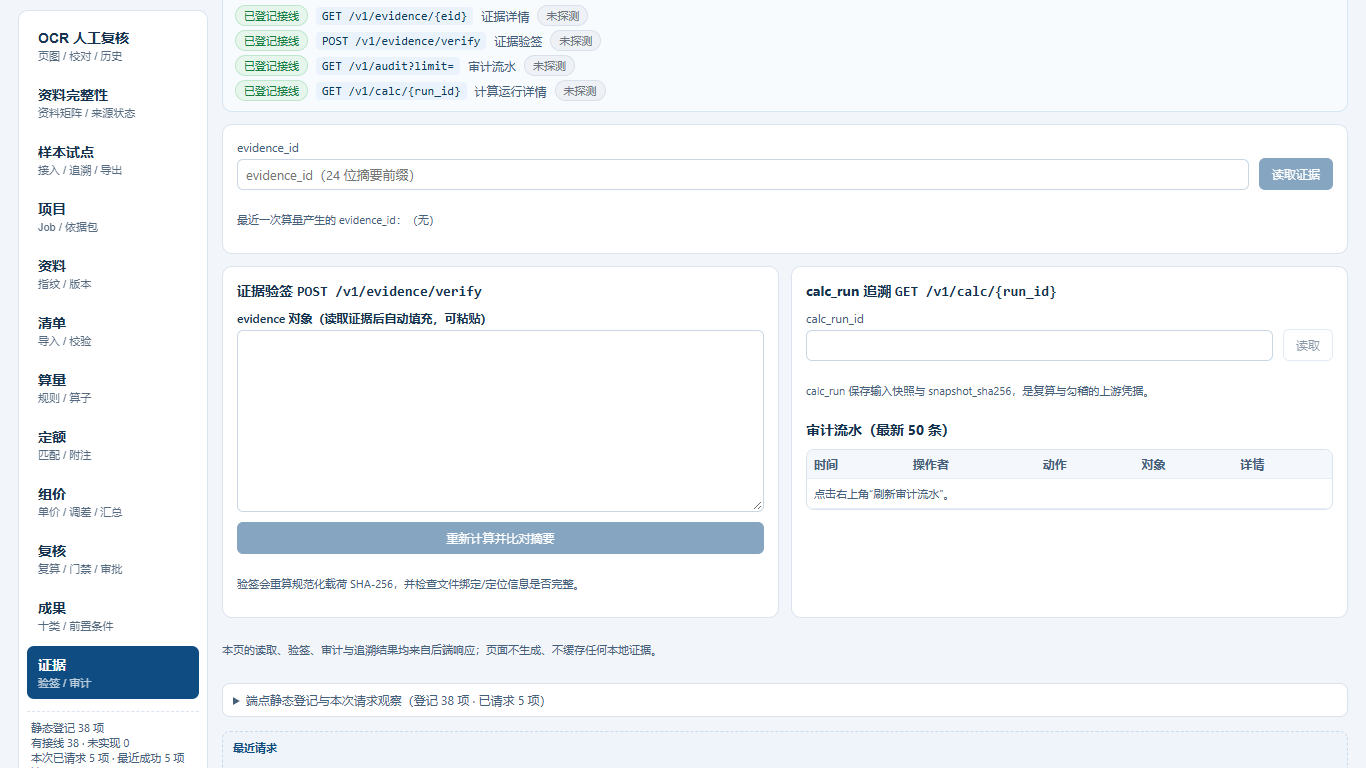 OCR 人工复核
页图 / 校对 / 历史
资料完整性
资料矩阵 / 来源状态
样本试点
接入 / 追溯 / 导出
项目
Job / 依据包
资料
指纹 / 版本
清单
导入 / 校验
算量
规则 / 算子
定额
匹配 / 附注
组价
单价 / 调差 / 汇总
复核
复算 / 门禁 / 审批
成果
十类 / 前置条件
证据
验签 / 审计
静态登记 38 项
有接线 38 · 未实现 0
本次已请求 5 项 · 最近成功 5 项
已登记接线 GET /v1/evidence/{eid} 证据详情 未探测
已登记接线 POST /v1/evidence/verify 证据验签 未探测
已登记接线 GET /v1/audit?limit= 审计流水 未探测
已登记接线 GET /v1/calc/{run_id} 计算运行详情 未探测
evidence_id
evidence_id（24 位摘要前缀） 读取证据
最近一次算量产生的 evidence_id： （无）
证据验签 POST /v1/evidence/verify
evidence 对象（读取证据后自动填充，可粘贴）
重新计算并比对摘要
验签会重算规范化载荷 SHA-256，并检查文件绑定/定位信息是否完整。
calc_run 追溯 GET /v1/calc/{run_id}
calc_run_id
读取
calc_run 保存输入快照与 snapshot_sha256，是复算与勾稽的上游凭据。
审计流水（最新 50 条）
时间 操作者 动作 对象 详情
点击右上角“刷新审计流水”。
本页的读取、验签、审计与追溯结果均来自后端响应；页面不生成、不缓存任何本地证据。
▶ 端点静态登记与本次请求观察（登记 38 项 · 已请求 5 项）
最近请求